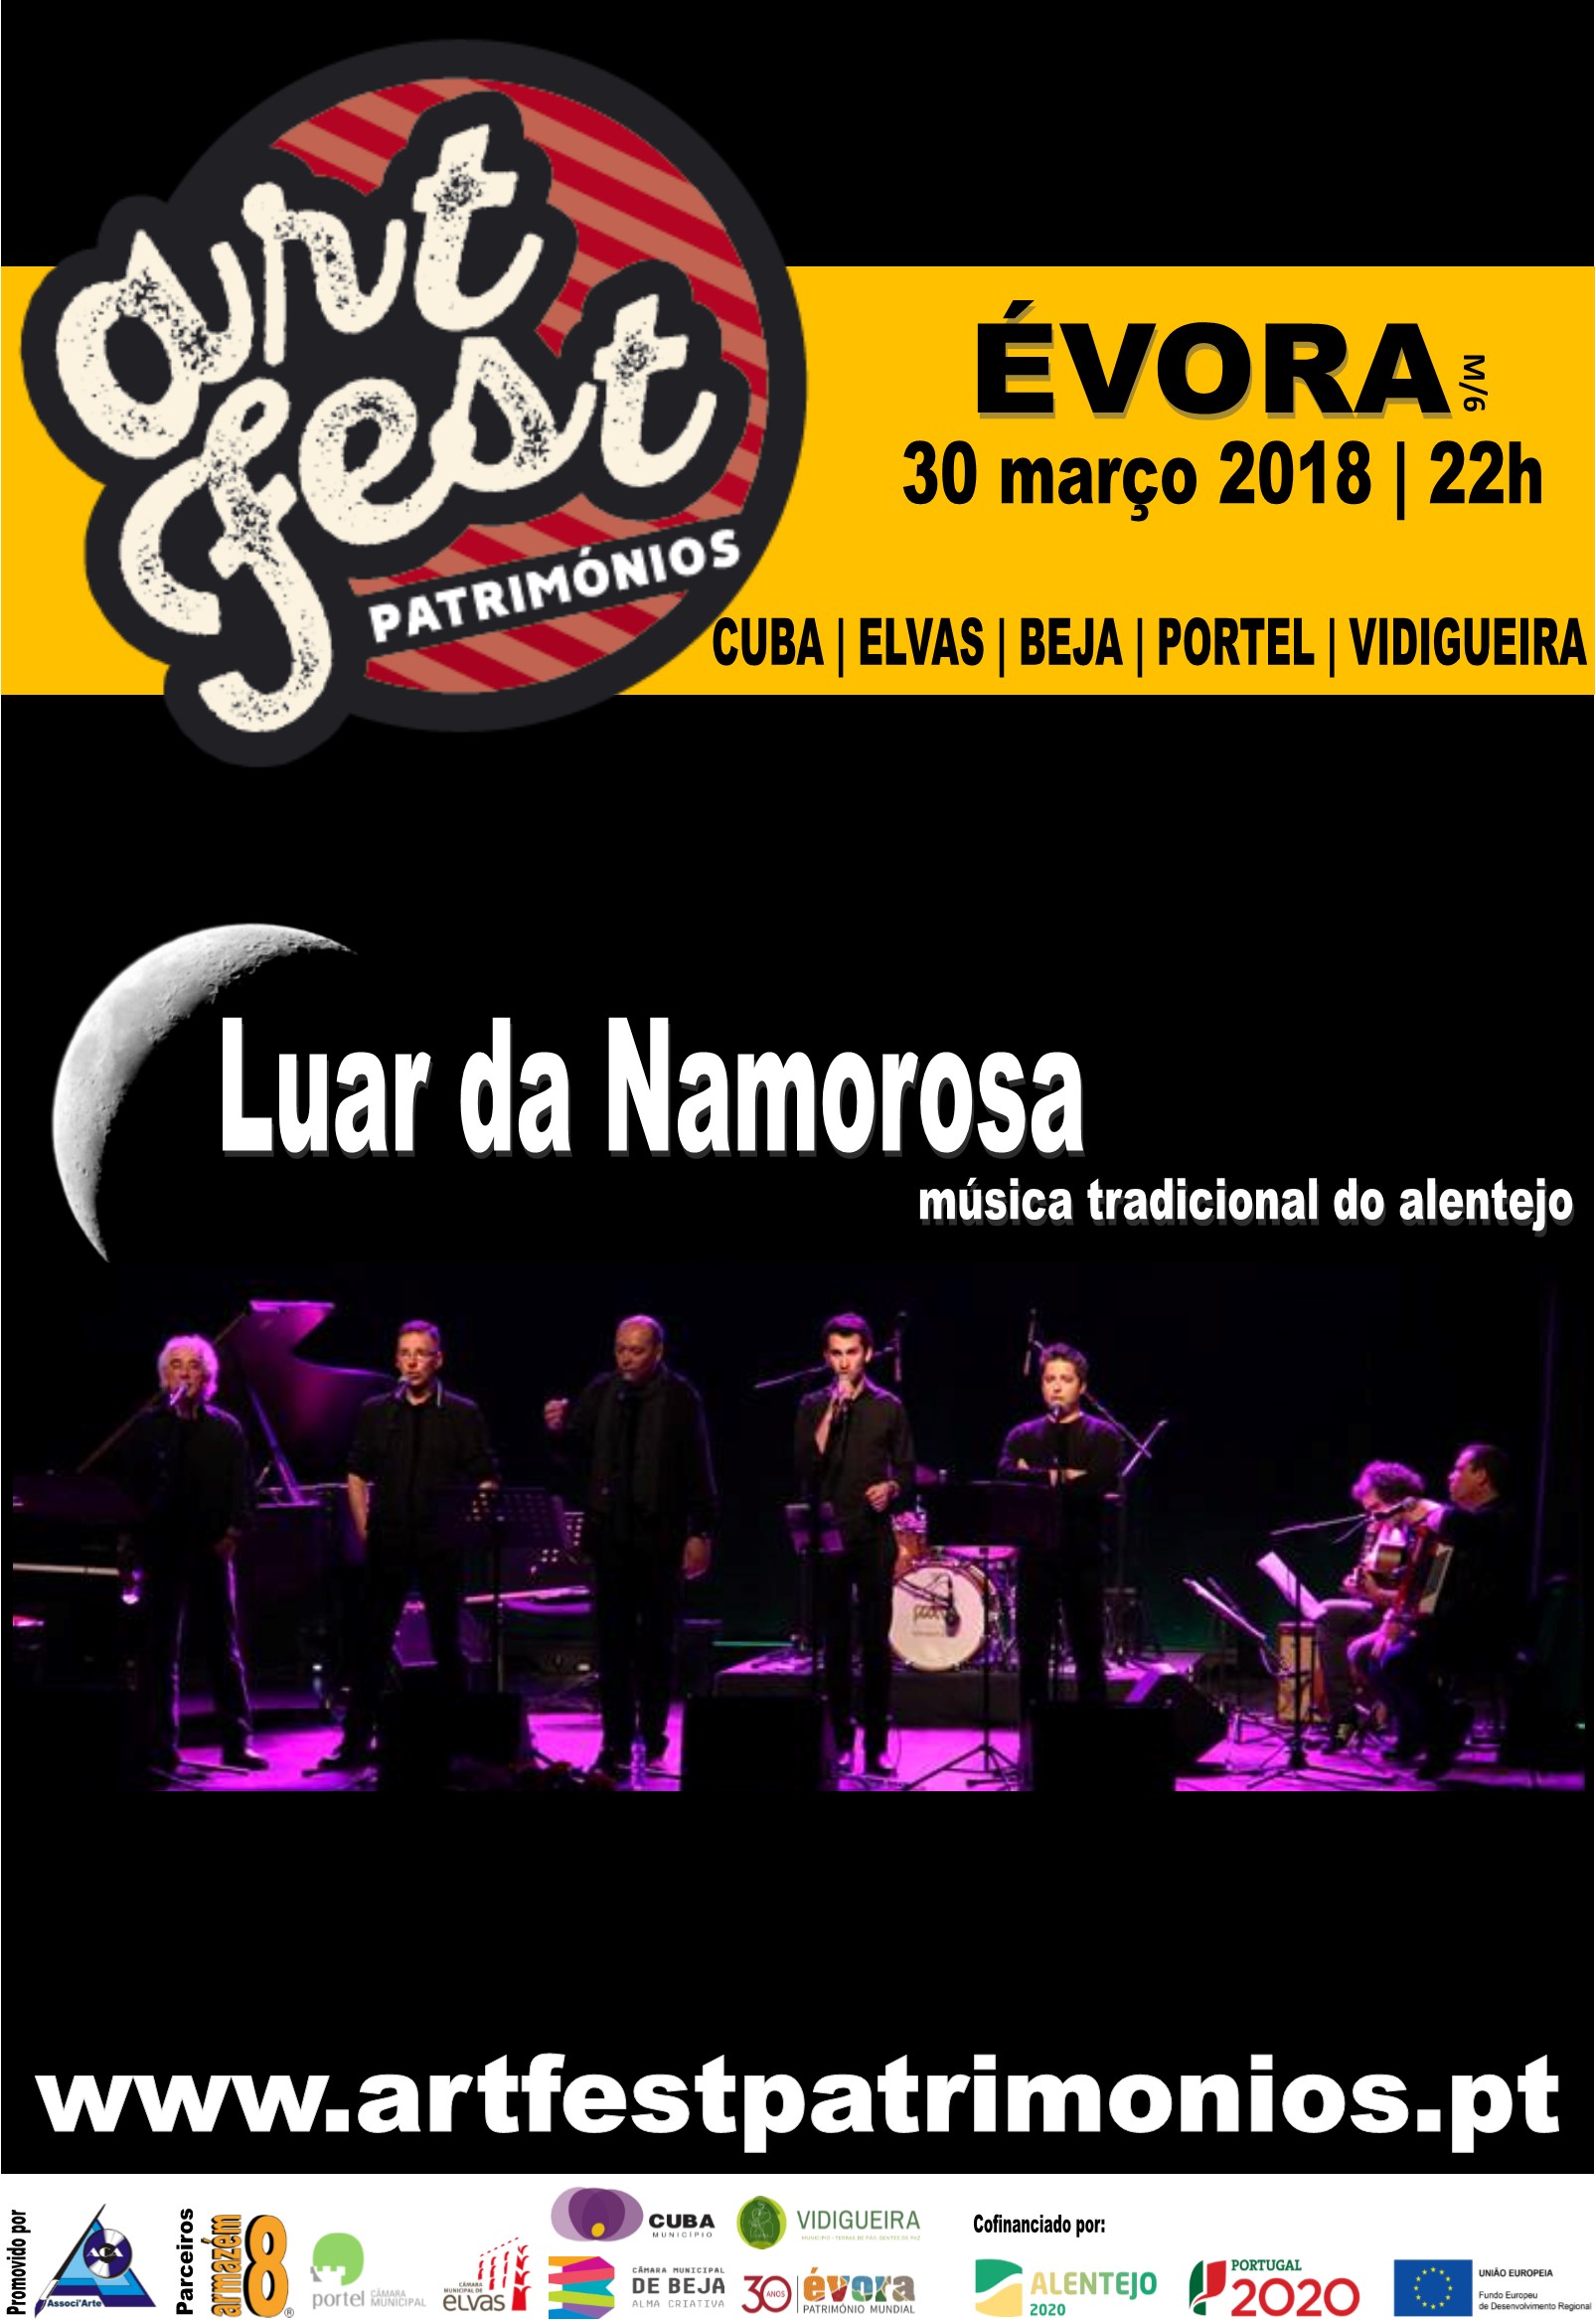 art
fest
PATRIMÓNIOS
ÉVORA
M/6
30 março 2018 | 22h
CUBA | ELVAS | BEJA | PORTEL | VIDIGUEIRA
Luar da Namorosa
música tradicional do alentejo
www.artfestpatrimonios.pt
Promovido por
ACA
Associ'Arte
Parceiros
armazém
8
®
portel
CÂMARA
MUNICIPAL
CÂMARA
MUNICIPAL DE
elvas
CUBA
MUNICÍPIO
VIDIGUEIRA
CÂMARA MUNICIPAL
DE BEJA
ALMA CRIATIVA
30 ANOS
évora
PATRIMÓNIO MUNDIAL
Cofinanciado por:
ALENTEJO
2020
PORTUGAL
2020
UNIÃO EUROPEIA
Fundo Europeu
de Desenvolvimento Regional